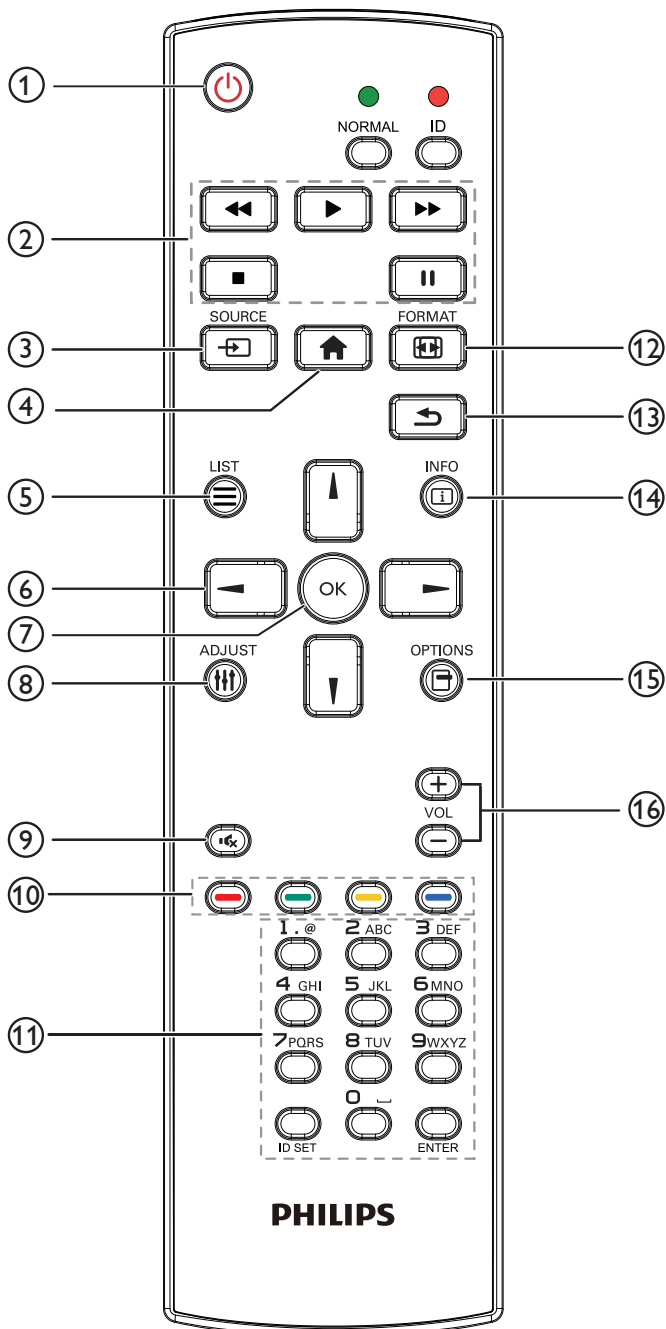 ①
NORMAL ID
②
SOURCE FORMAT
③ ⑫
④
⑬
LIST INFO
⑤ ⑭
⑥ OK
⑦
ADJUST OPTIONS
⑧ ⑮
VOL ⑯
⑨
⑩
1 . @ 2 ABC 3 DEF
4 GHI 5 JKL 6 MNO
⑪
7 PQRS 8 TUV 9 WXYZ
0
ID SET ENTER
PHILIPS